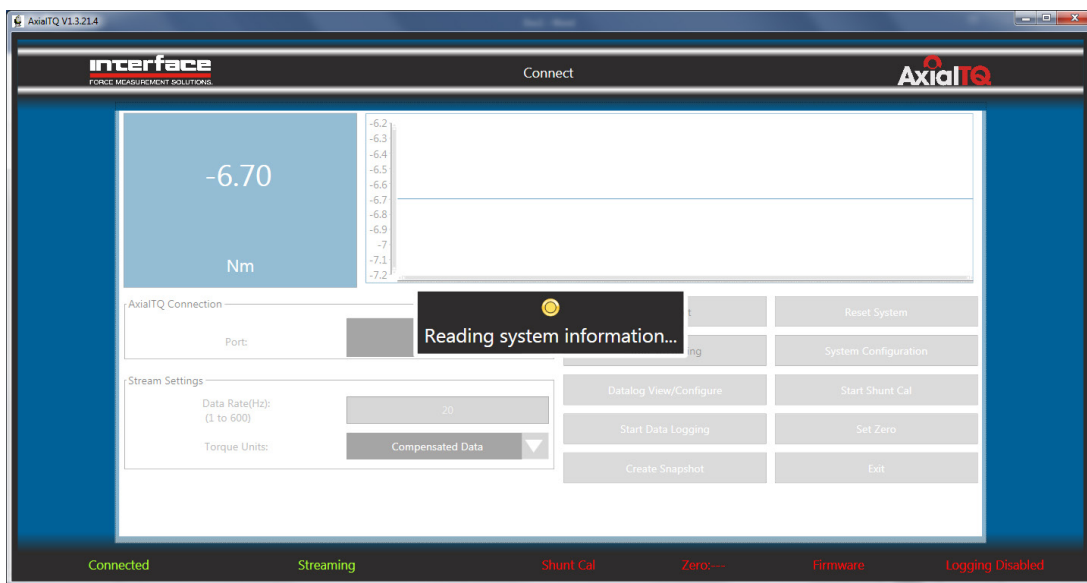 AxialTQ V1.3.21.4
interface
FORCE MEASUREMENT SOLUTIONS.
Connect
AxialTQ
-6.70
Nm
-6.2
-6.3
-6.4
-6.5
-6.6
-6.7
-6.8
-6.9
-7
-7.1
-7.2
AxialTQ Connection
Port:
Reading system information...
t
ng
Reset System
System Configuration
Stream Settings
Data Rate(Hz):
(1 to 600)
20
Torque Units:
Compensated Data
Datalog View/Configure
Start Shunt Cal
Start Data Logging
Set Zero
Create Snapshot
Exit
Connected
Streaming
Shunt Cal
Zero:---
Firmware
Logging Disabled